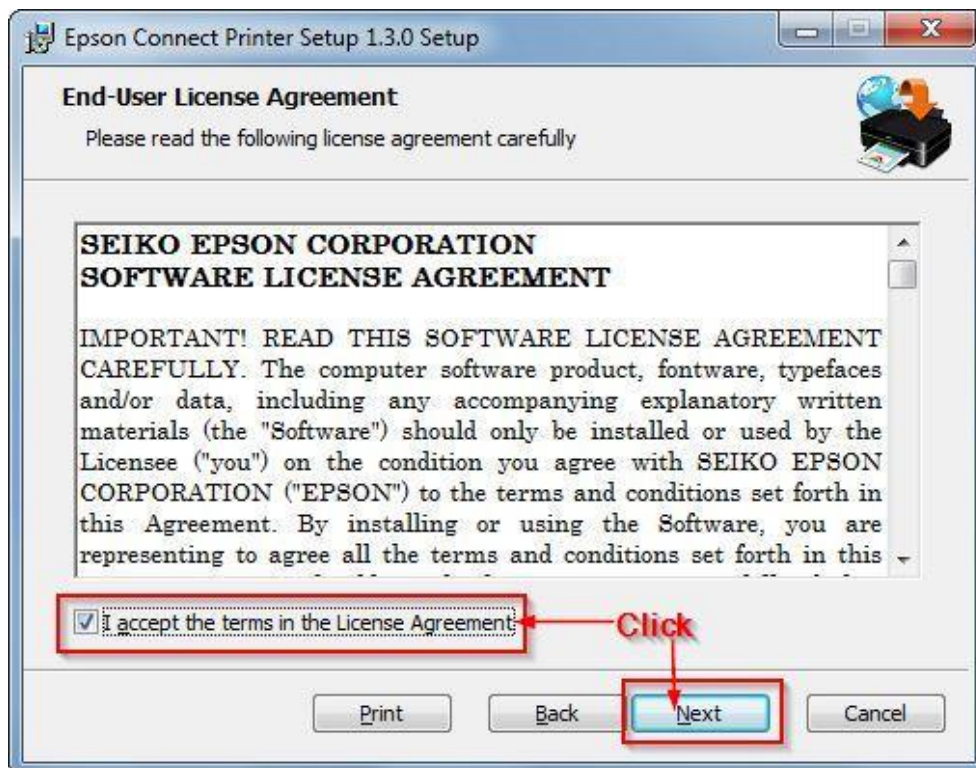 Epson Connect Printer Setup 1.3.0 Setup
End-User License Agreement
Please read the following license agreement carefully
SEIKO EPSON CORPORATION
SOFTWARE LICENSE AGREEMENT
IMPORTANT! READ THIS SOFTWARE LICENSE AGREEMENT
CAREFULLY. The computer software product, fontware, typefaces
and/or data, including any accompanying explanatory written
materials (the "Software") should only be installed or used by the
Licensee ("you") on the condition you agree with SEIKO EPSON
CORPORATION ("EPSON") to the terms and conditions set forth in
this Agreement. By installing or using the Software, you are
representing to agree all the terms and conditions set forth in this
I accept the terms in the License Agreement
Click
Print Back Next Cancel